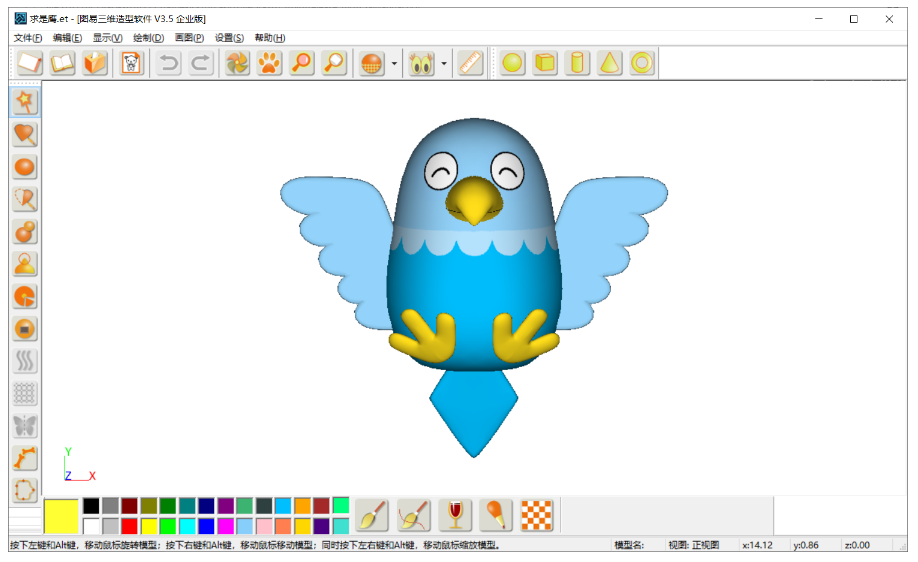 求是鹰.et - [图易三维造型软件 V3.5 企业版]
文件(F) 编辑(E) 显示(V) 绘制(D) 画图(P) 设置(S) 帮助(H)
Y
Z X
按下左键和Alt键，移动鼠标旋转模型；按下右键和Alt键，移动鼠标移动模型；同时按下左右键和Alt键，移动鼠标缩放模型。 模型名: 视图: 正视图 x:14.12 y:0.86 z:0.00